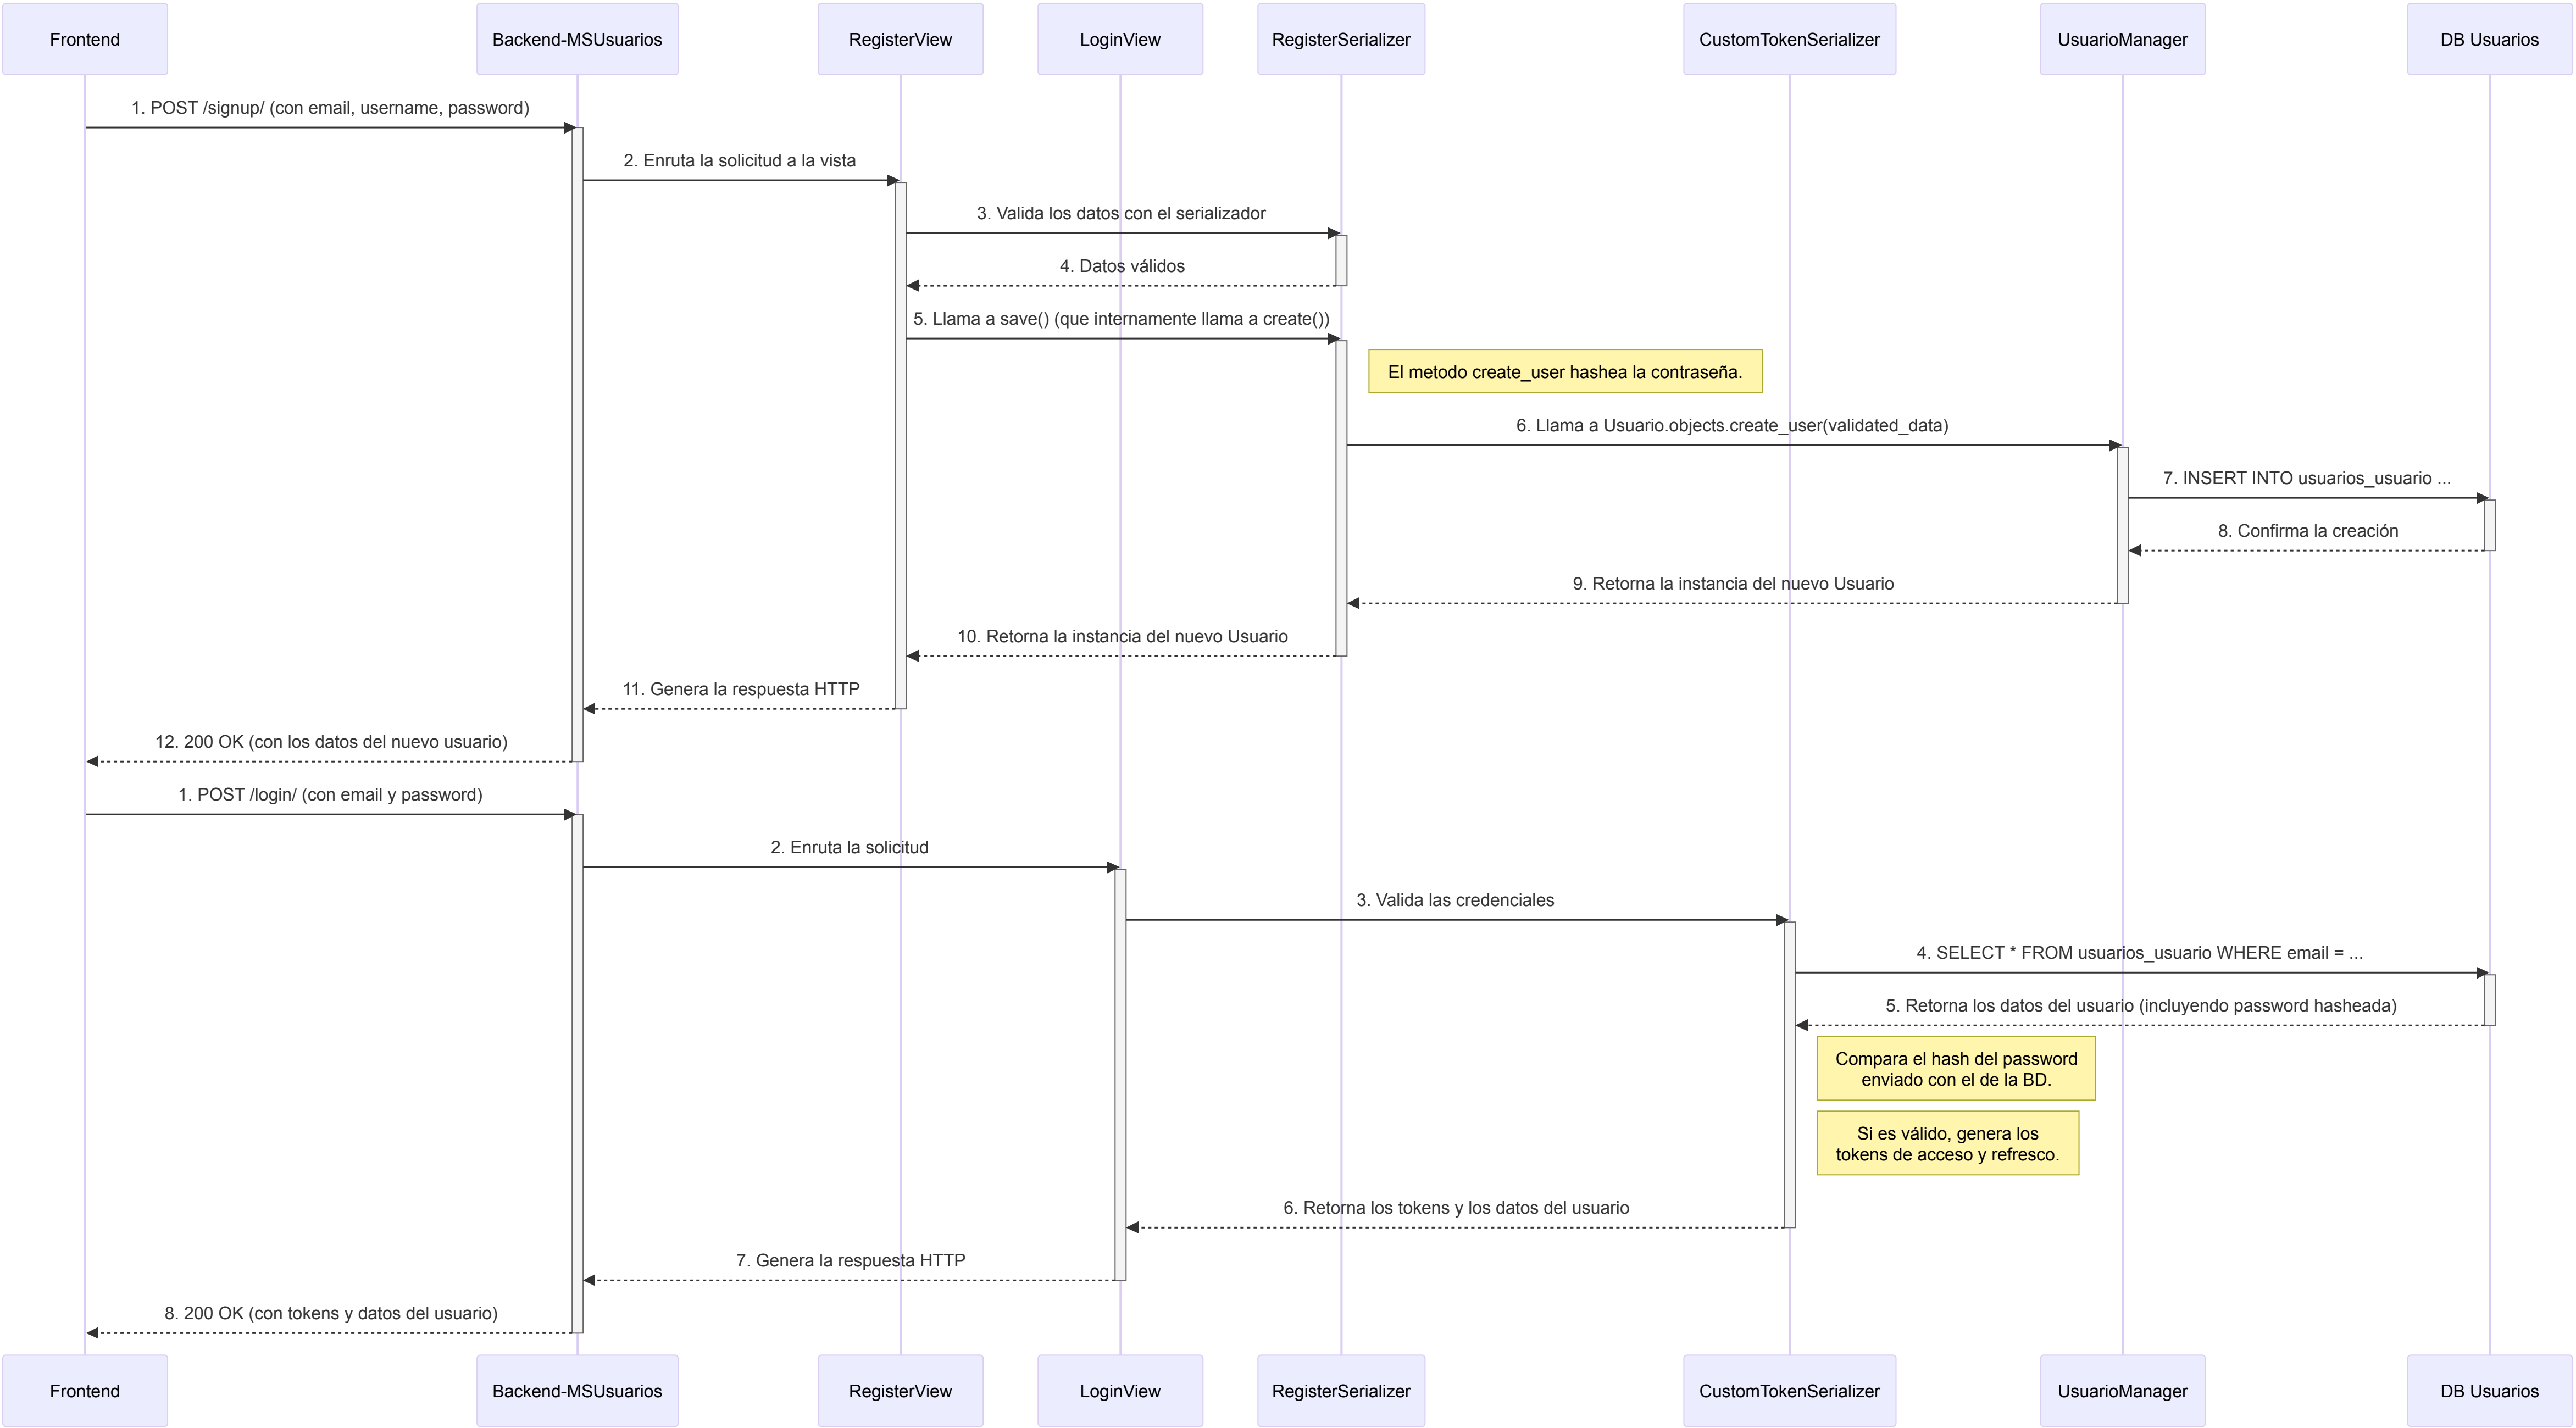 Frontend
Backend-MSUsuarios
RegisterView
LoginView
RegisterSerializer
CustomTokenSerializer
UsuarioManager
DB Usuarios
1. POST /signup/ (con email, username, password)
2. Enruta la solicitud a la vista
3. Valida los datos con el serializador
4. Datos válidos
5. Llama a save() (que internamente llama a create())
El metodo create_user hashea la contraseña.
6. Llama a Usuario.objects.create_user(validated_data)
7. INSERT INTO usuarios_usuario ...
8. Confirma la creación
9. Retorna la instancia del nuevo Usuario
10. Retorna la instancia del nuevo Usuario
11. Genera la respuesta HTTP
12. 200 OK (con los datos del nuevo usuario)
1. POST /login/ (con email y password)
2. Enruta la solicitud
3. Valida las credenciales
4. SELECT * FROM usuarios_usuario WHERE email = ...
5. Retorna los datos del usuario (incluyendo password hasheada)
Compara el hash del password
enviado con el de la BD.
Si es válido, genera los
tokens de acceso y refresco.
6. Retorna los tokens y los datos del usuario
7. Genera la respuesta HTTP
8. 200 OK (con tokens y datos del usuario)
Frontend
Backend-MSUsuarios
RegisterView
LoginView
RegisterSerializer
CustomTokenSerializer
UsuarioManager
DB Usuarios